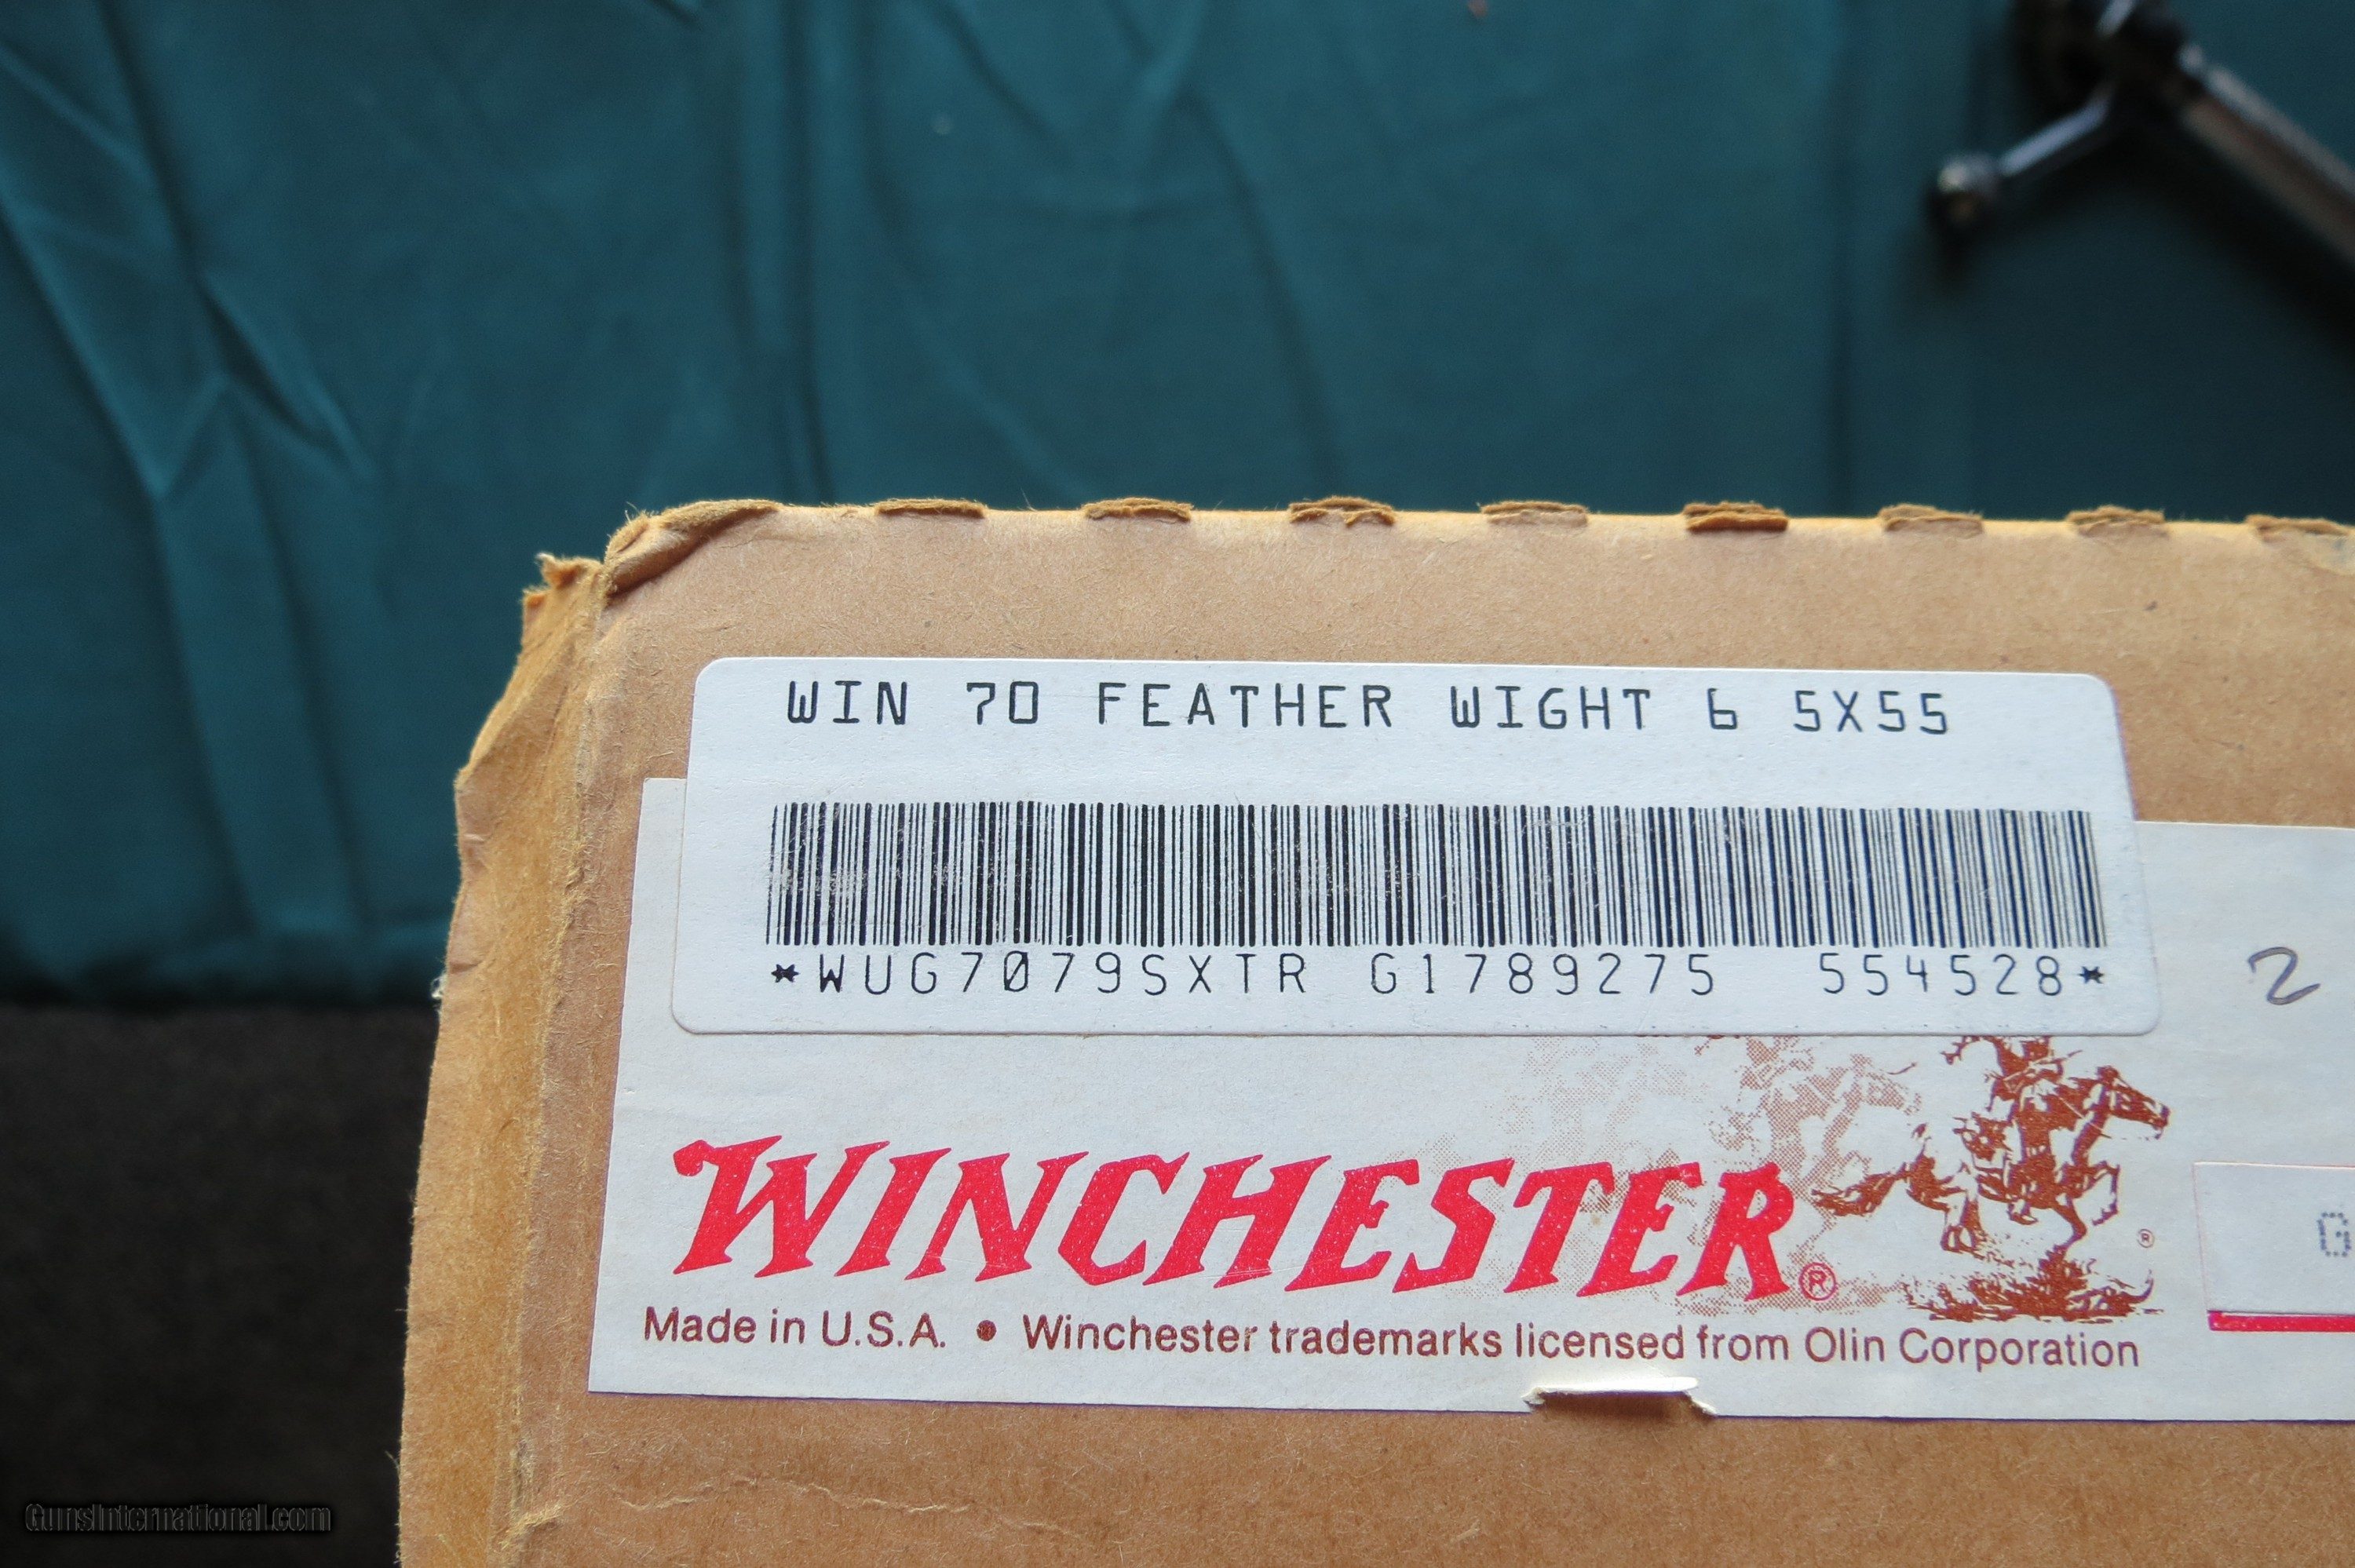 WIN 70 FEATHER WIGHT 6 5X55
*WUG7079SXTR G1789275 554528*
2
WINCHESTER®
®
G
Made in U.S.A. • Winchester trademarks licensed from Olin Corporation
GunsInternational.com